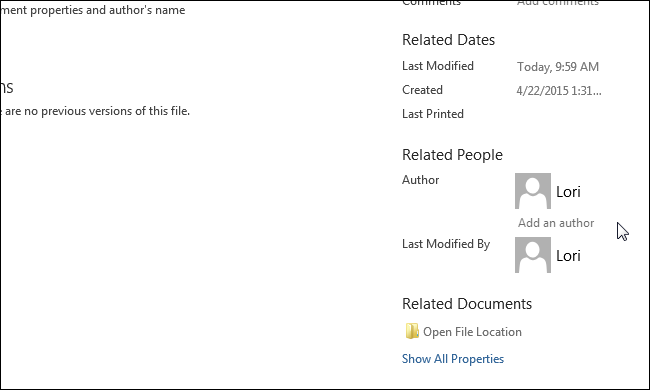 Comments Add comments
ment properties and author's name
Related Dates
Last Modified Today, 9:59 AM
ns
Created 4/22/2015 1:31...
are no previous versions of this file.
Last Printed
Related People
Author Lori
Add an author
Last Modified By Lori
Related Documents
Open File Location
Show All Properties